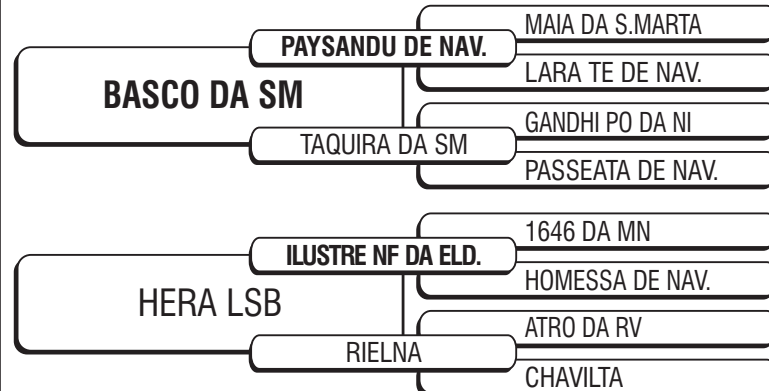 MAIA DA S.MARTA
PAYSANDU DE NAV.
LARA TE DE NAV.
BASCO DA SM
GANDHI PO DA NI
TAQUIRA DA SM
PASSEATA DE NAV.
1646 DA MN
ILUSTRE NF DA ELD.
HOMESSA DE NAV.
HERA LSB
ATRO DA RV
RIELNA
CHAVILTA